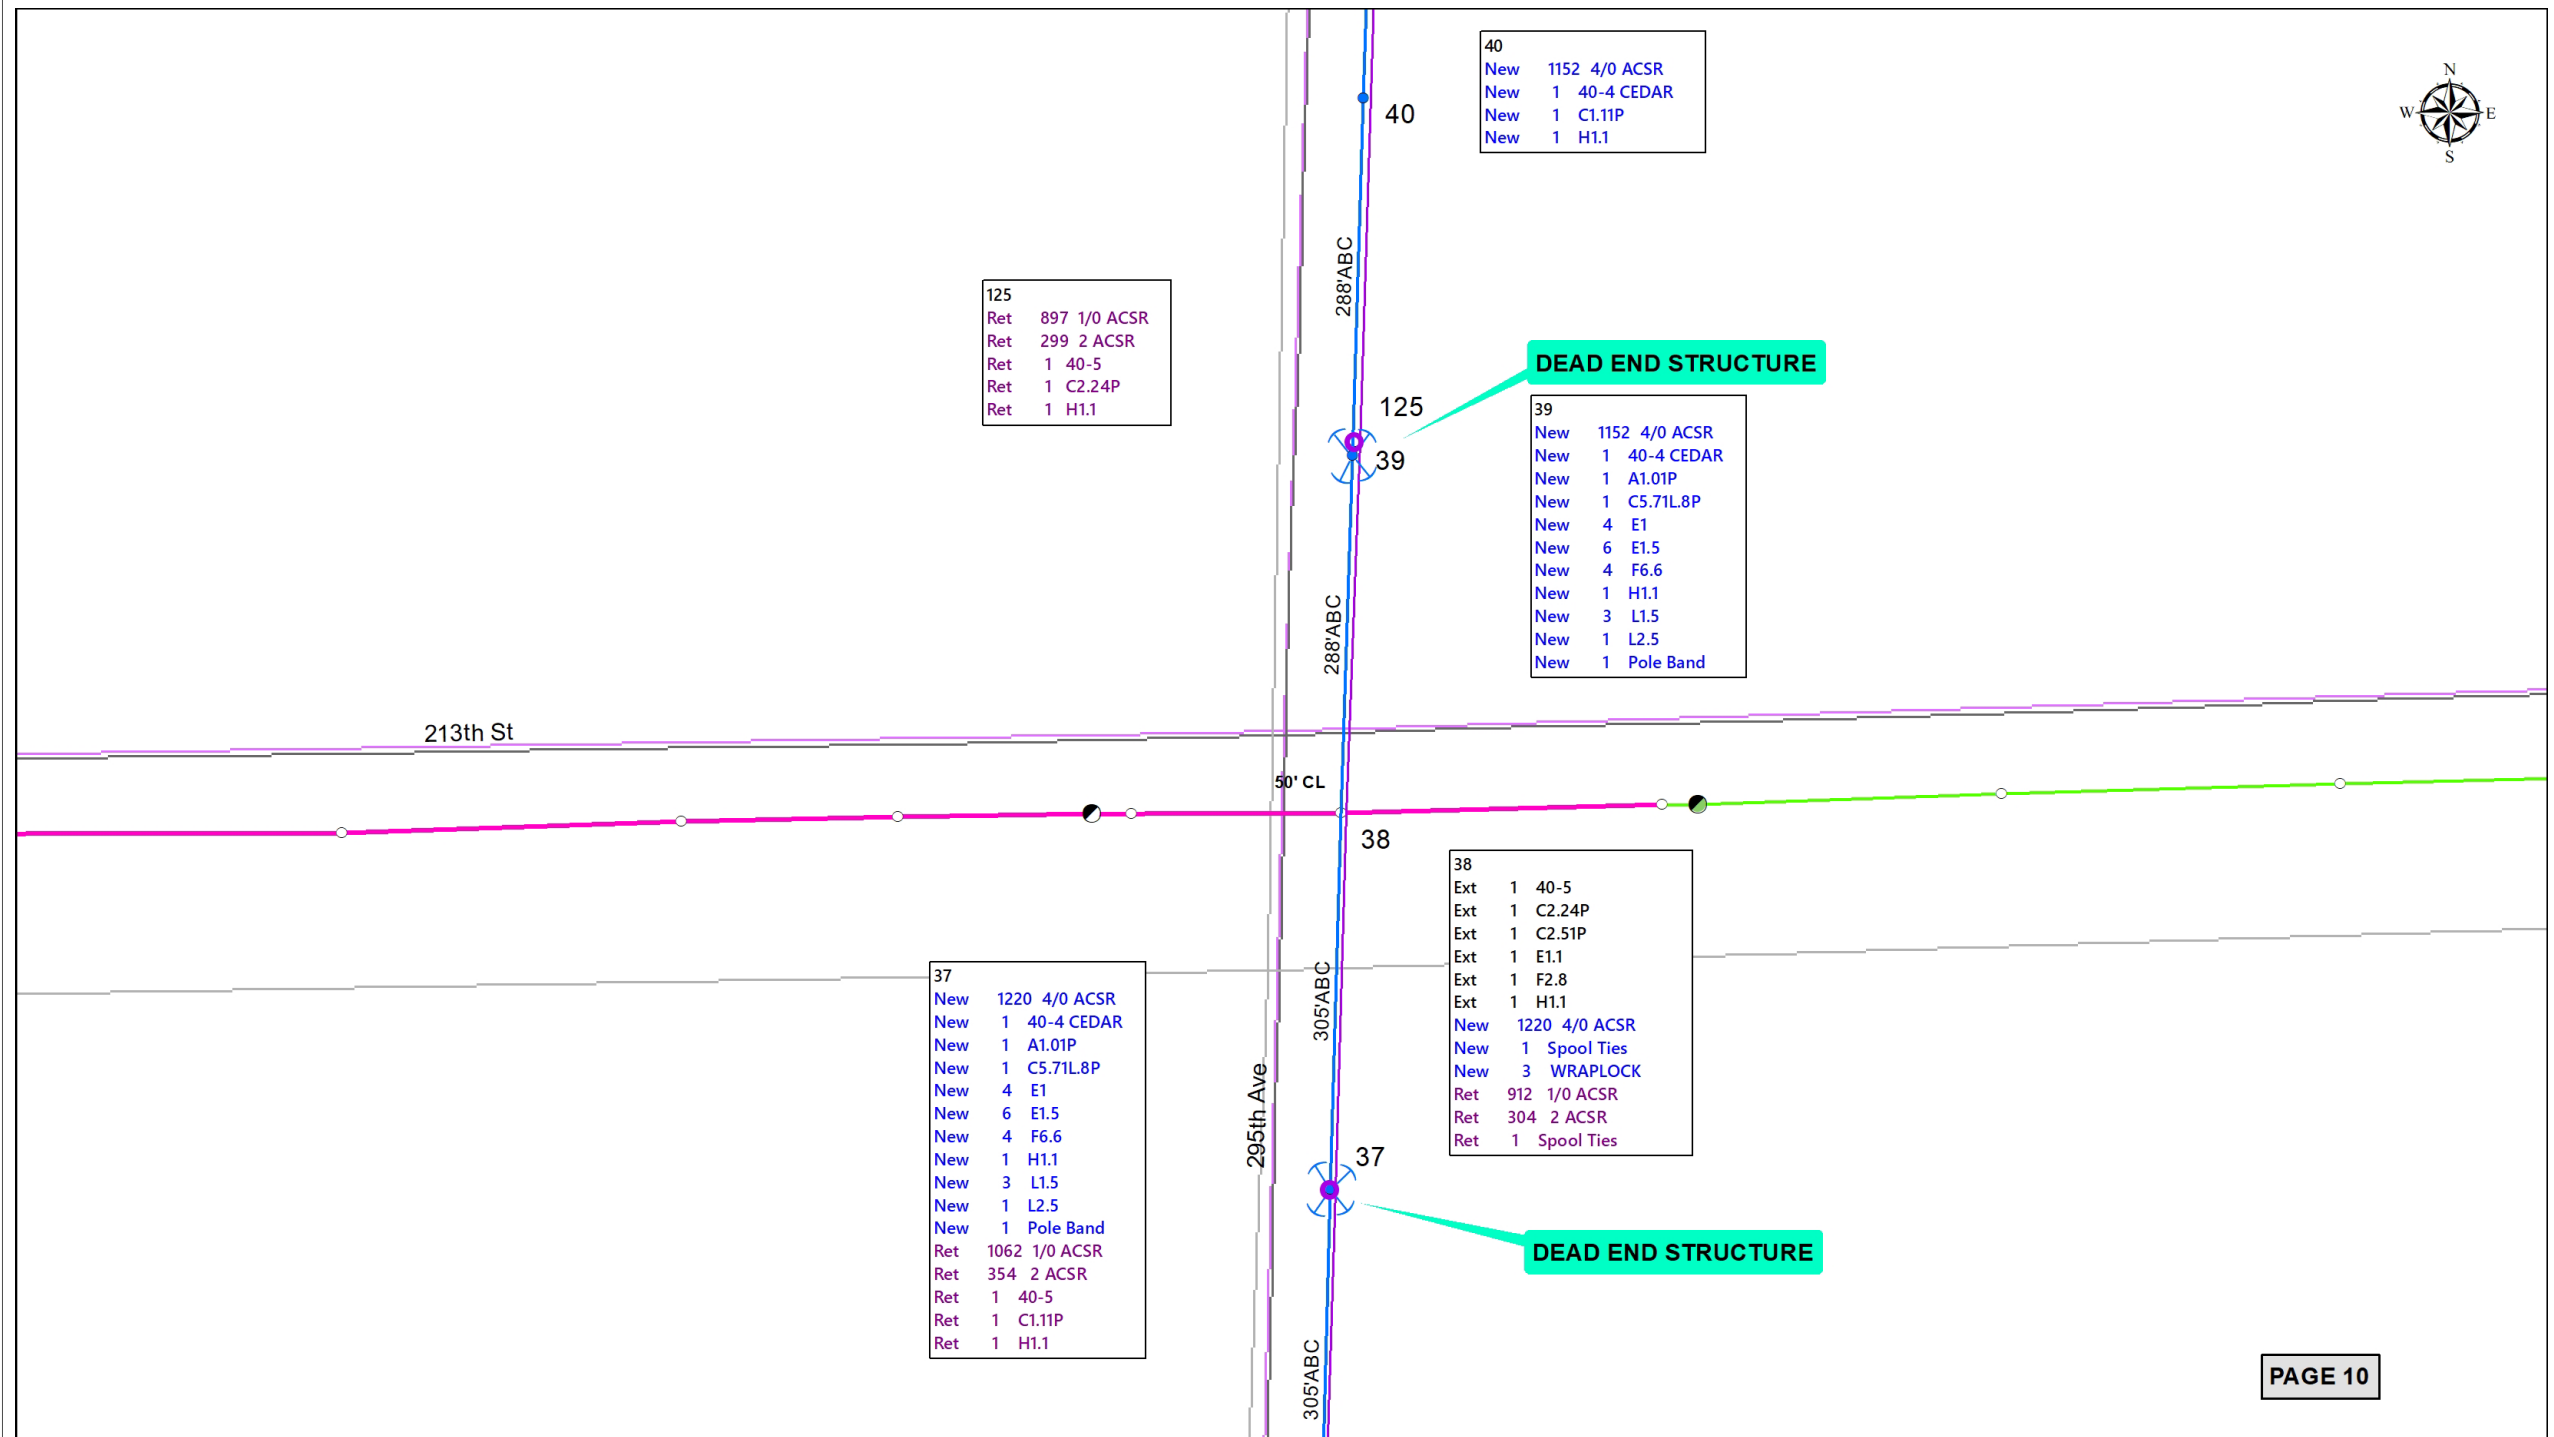 40
New 1152 4/0 ACSR
New 1 40-4 CEDAR
New 1 C1.11P
New 1 H1.1
N
W E
S
40
288'ABC
125
Ret 897 1/0 ACSR
Ret 299 2 ACSR
Ret 1 40-5
Ret 1 C2.24P
Ret 1 H1.1
DEAD END STRUCTURE
125
39
39
New 1152 4/0 ACSR
New 1 40-4 CEDAR
New 1 A1.01P
New 1 C5.71L.8P
New 4 E1
New 6 E1.5
New 4 F6.6
New 1 H1.1
New 3 L1.5
New 1 L2.5
New 1 Pole Band
288'ABC
213th St
50' CL
38
38
Ext 1 40-5
Ext 1 C2.24P
Ext 1 C2.51P
Ext 1 E1.1
Ext 1 F2.8
Ext 1 H1.1
New 1220 4/0 ACSR
New 1 Spool Ties
New 3 WRAPLOCK
Ret 912 1/0 ACSR
Ret 304 2 ACSR
Ret 1 Spool Ties
305'ABC
37
New 1220 4/0 ACSR
New 1 40-4 CEDAR
New 1 A1.01P
New 1 C5.71L.8P
New 4 E1
New 6 E1.5
New 4 F6.6
New 1 H1.1
New 3 L1.5
New 1 L2.5
New 1 Pole Band
Ret 1062 1/0 ACSR
Ret 354 2 ACSR
Ret 1 40-5
Ret 1 C1.11P
Ret 1 H1.1
295th Ave
37
DEAD END STRUCTURE
305'ABC
PAGE 10